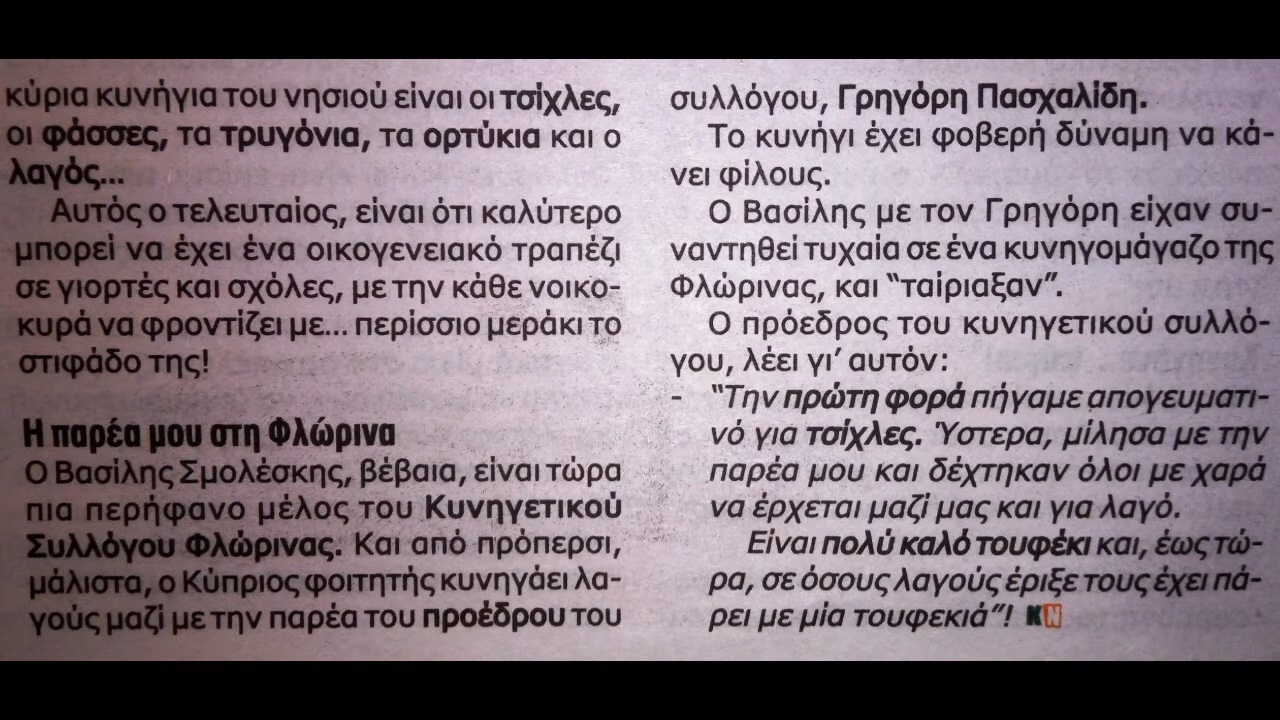 κύρια κυνήγια του νησιού είναι οι τσίχλες,
οι φάσσες, τα τρυγόνια, τα ορτύκια και ο
λαγός...
Αυτός ο τελευταίος, είναι ότι καλύτερο
μπορεί να έχει ένα οικογενειακό τραπέζι
σε γιορτές και σχόλες, με την κάθε νοικο-
κυρά να φροντίζει με... περίσσιο μεράκι το
στιφάδο της!
Η παρέα μου στη Φλώρινα
Ο Βασίλης Σμολέσκης, βέβαια, είναι τώρα
πια περήφανο μέλος του Κυνηγετικού
Συλλόγου Φλώρινας. Και από πρόπερσι,
μάλιστα, ο Κύπριος φοιτητής κυνηγάει λα-
γούς μαζί με την παρέα του προέδρου του
συλλόγου, Γρηγόρη Πασχαλίδη.
Το κυνήγι έχει φοβερή δύναμη να κά-
νει φίλους.
Ο Βασίλης με τον Γρηγόρη είχαν συ-
ναντηθεί τυχαία σε ένα κυνηγομάγαζο της
Φλώρινας, και “ταίριαξαν”.
Ο πρόεδρος του κυνηγετικού συλλό-
γου, λέει γι’ αυτόν:
- “Την πρώτη φορά πήγαμε απογευματι-
νό για τσίχλες. Ύστερα, μίλησα με την
παρέα μου και δέχτηκαν όλοι με χαρά
να έρχεται μαζί μας και για λαγό.
Είναι πολύ καλό τουφέκι και, έως τώ-
ρα, σε όσους λαγούς έριξε τους έχει πά-
ρει με μία τουφεκιά”! ΚΝ